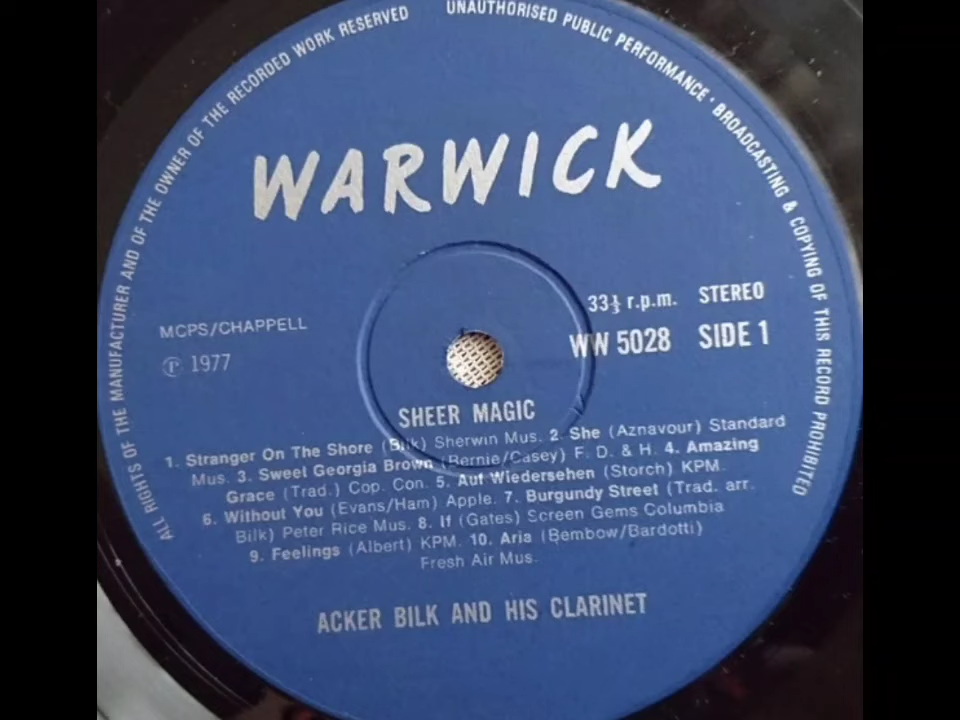 ALL RIGHTS OF THE MANUFACTURER AND OF THE OWNER OF THE RECORDED WORK RESERVED
UNAUTHORISED PUBLIC PERFORMANCE · BROADCASTING & COPYING OF THIS RECORD PROHIBITED
WARWICK
33⅓ r.p.m. STEREO
MCPS/CHAPPELL
WW 5028 SIDE 1
Ⓟ 1977
SHEER MAGIC
1. Stranger On The Shore (Bilk) Sherwin Mus. 2. She (Aznavour) Standard
Mus. 3. Sweet Georgia Brown (Bernie/Casey) F. D. & H. 4. Amazing
Grace (Trad.) Cop. Con. 5. Auf Wiedersehen (Storch) KPM.
6. Without You (Evans/Ham) Apple. 7. Burgundy Street (Trad. arr.
Bilk) Peter Rice Mus. 8. If (Gates) Screen Gems Columbia
9. Feelings (Albert) KPM. 10. Aria (Bembow/Bardotti)
Fresh Air Mus.
ACKER BILK AND HIS CLARINET